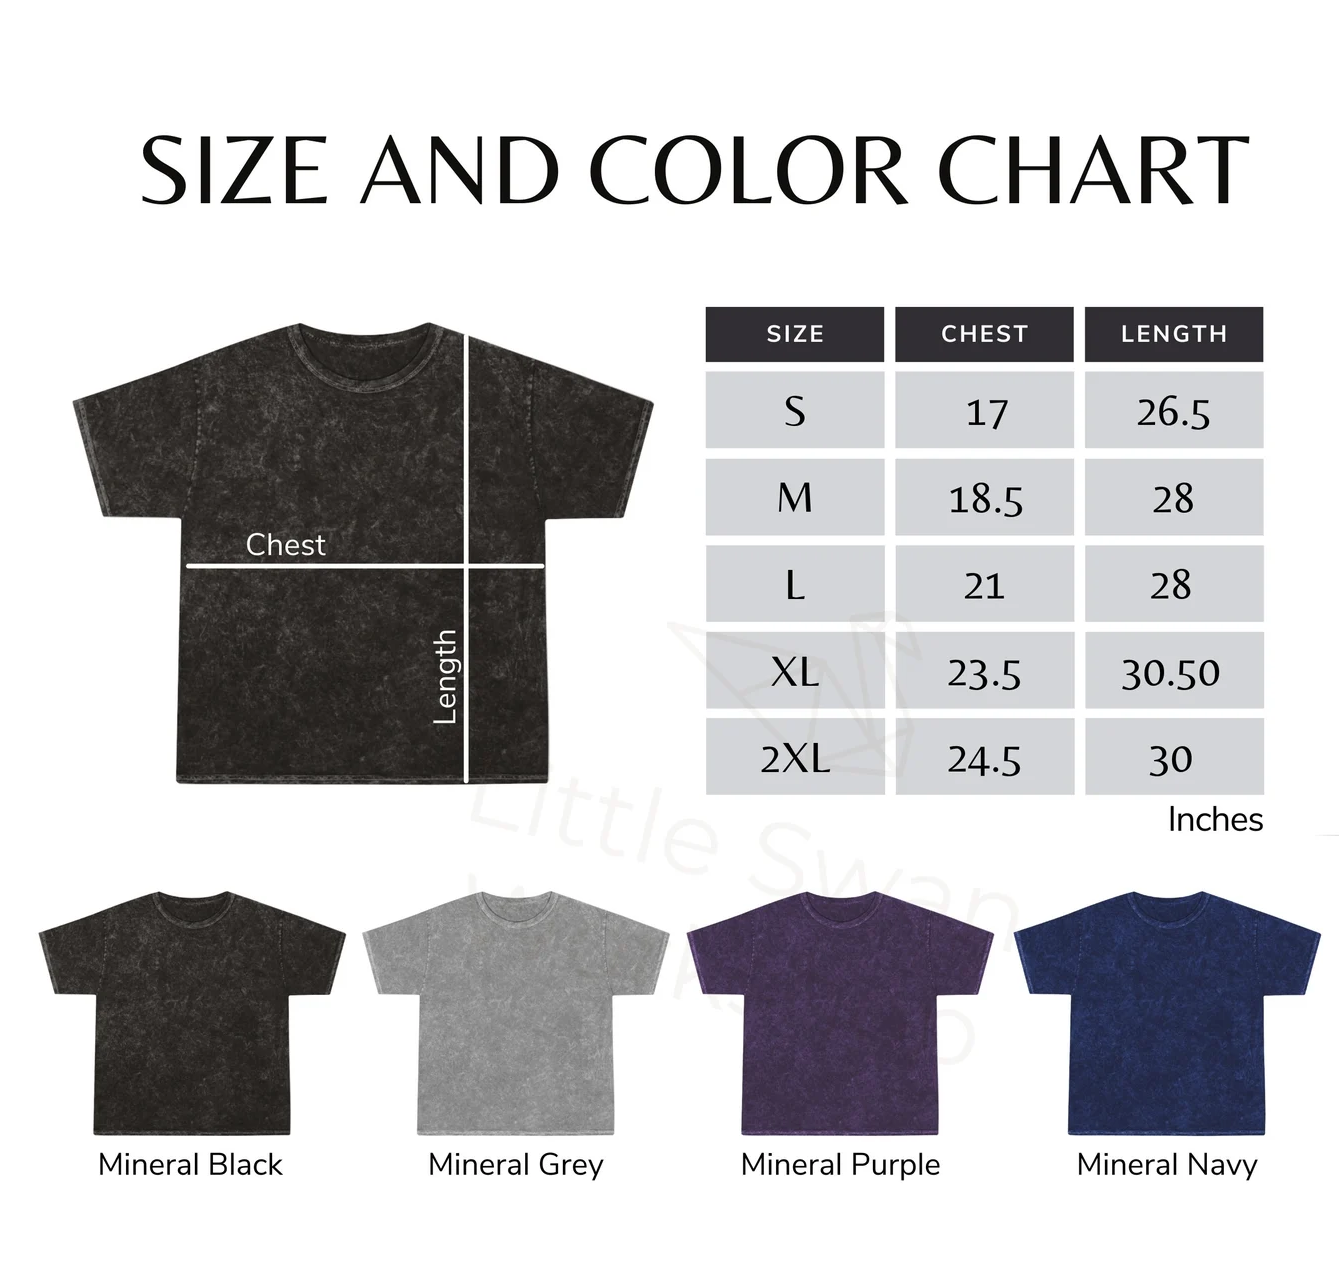 SIZE AND COLOR CHART
SIZE CHEST LENGTH
S 17 26.5
M 18.5 28
L 21 28
XL 23.5 30.50
2XL 24.5 30
Inches
Chest
Length
Little Swan
Mineral Black
Mineral Grey
Mineral Purple
Mineral Navy